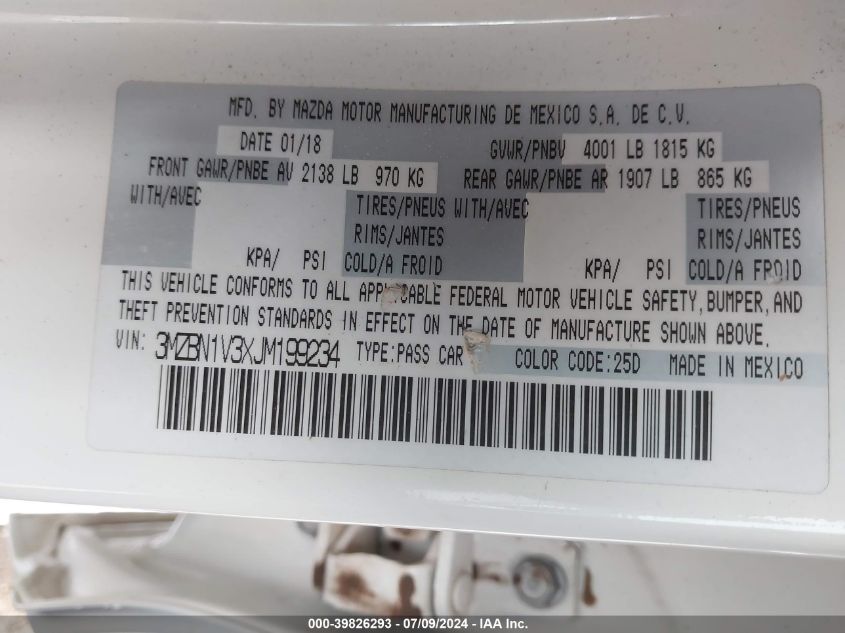 MFD. BY MAZDA MOTOR MANUFACTURING DE MEXICO S.A. DE C.V.
DATE 01/18 GVWR/PNBV 4001 LB 1815 KG
FRONT GAWR/PNBE AV 2138 LB 970 KG REAR GAWR/PNBE AR 1907 LB 865 KG
WITH/AVEC TIRES/PNEUS WITH/AVEC TIRES/PNEUS
RIMS/JANTES RIMS/JANTES
KPA/ PSI COLD/A FROID KPA/ PSI COLD/A FROID
THIS VEHICLE CONFORMS TO ALL APPLICABLE FEDERAL MOTOR VEHICLE SAFETY, BUMPER, AND
THEFT PREVENTION STANDARDS IN EFFECT ON THE DATE OF MANUFACTURE SHOWN ABOVE.
VIN: 3MZBN1V3XJM199234 TYPE:PASS CAR COLOR CODE:25D MADE IN MEXICO
000-39826293 - 07/09/2024 - IAA Inc.